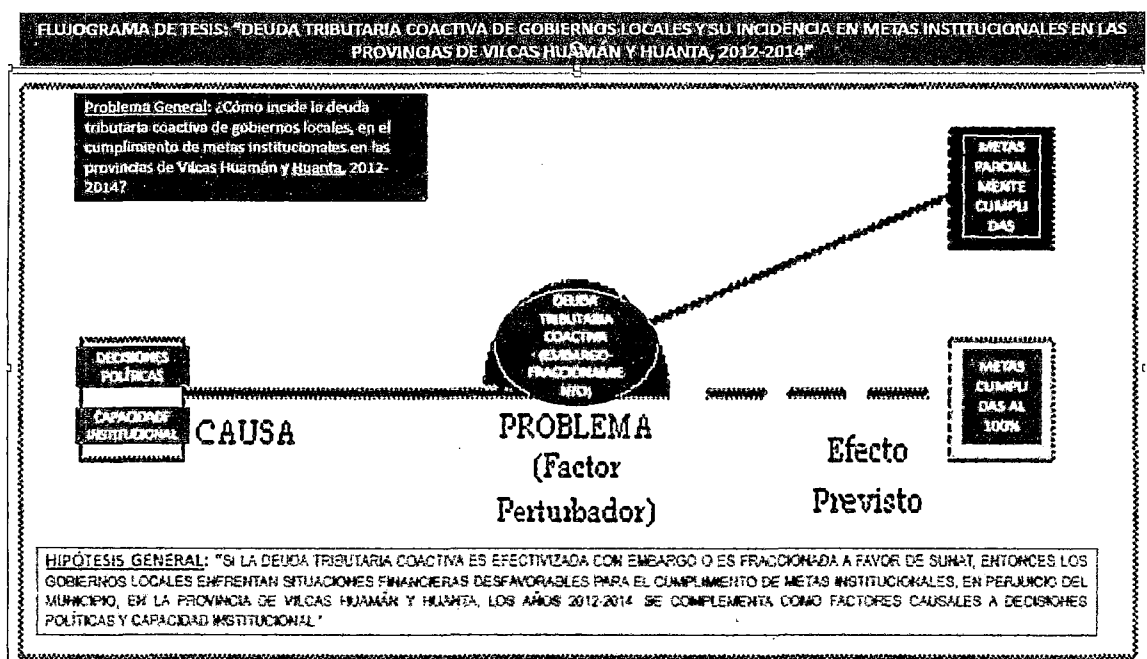 FLUJOGRAMA DE TESIS: "DEUDA TRIBUTARIA COACTIVA DE GOBIERNOS LOCALES Y SU INCIDENCIA EN METAS INSTITUCIONALES EN LAS
PROVINCIAS DE VILCAS HUAMÁN Y HUANTA, 2012-2014"
Problema General: ¿Cómo incide la deuda
tributaria coactiva de gobiernos locales, en el
cumplimiento de metas institucionales en las
provincias de Vilcas Huamán y Huanta, 2012-
2014?
METAS
PARCIAL
MENTE
CUMPLI
DAS
DEUDA
TRIBUTARIA
COACTIVA
(EMBARGO-
FRACCIONAMIE
NTO)
DECISIONES
POLÍTICAS
CAPACIDAD
INSTITUCIONAL
CAUSA
PROBLEMA
(Factor
Perturbador)
Efecto
Previsto
METAS
CUMPLI
DAS AL
100%
HIPÓTESIS GENERAL: "SI LA DEUDA TRIBUTARIA COACTIVA ES EFECTIVIZADA CON EMBARGO O ES FRACCIONADA A FAVOR DE SUNAT, ENTONCES LOS
GOBIERNOS LOCALES ENFRENTAN SITUACIONES FINANCIERAS DESFAVORABLES PARA EL CUMPLIMIENTO DE METAS INSTITUCIONALES, EN PERJUICIO DEL
MUNICIPIO, EN LA PROVINCIA DE VILCAS HUAMÁN Y HUANTA, LOS AÑOS 2012-2014 SE COMPLEMENTA COMO FACTORES CAUSALES A DECISIONES
POLÍTICAS Y CAPACIDAD INSTITUCIONAL"